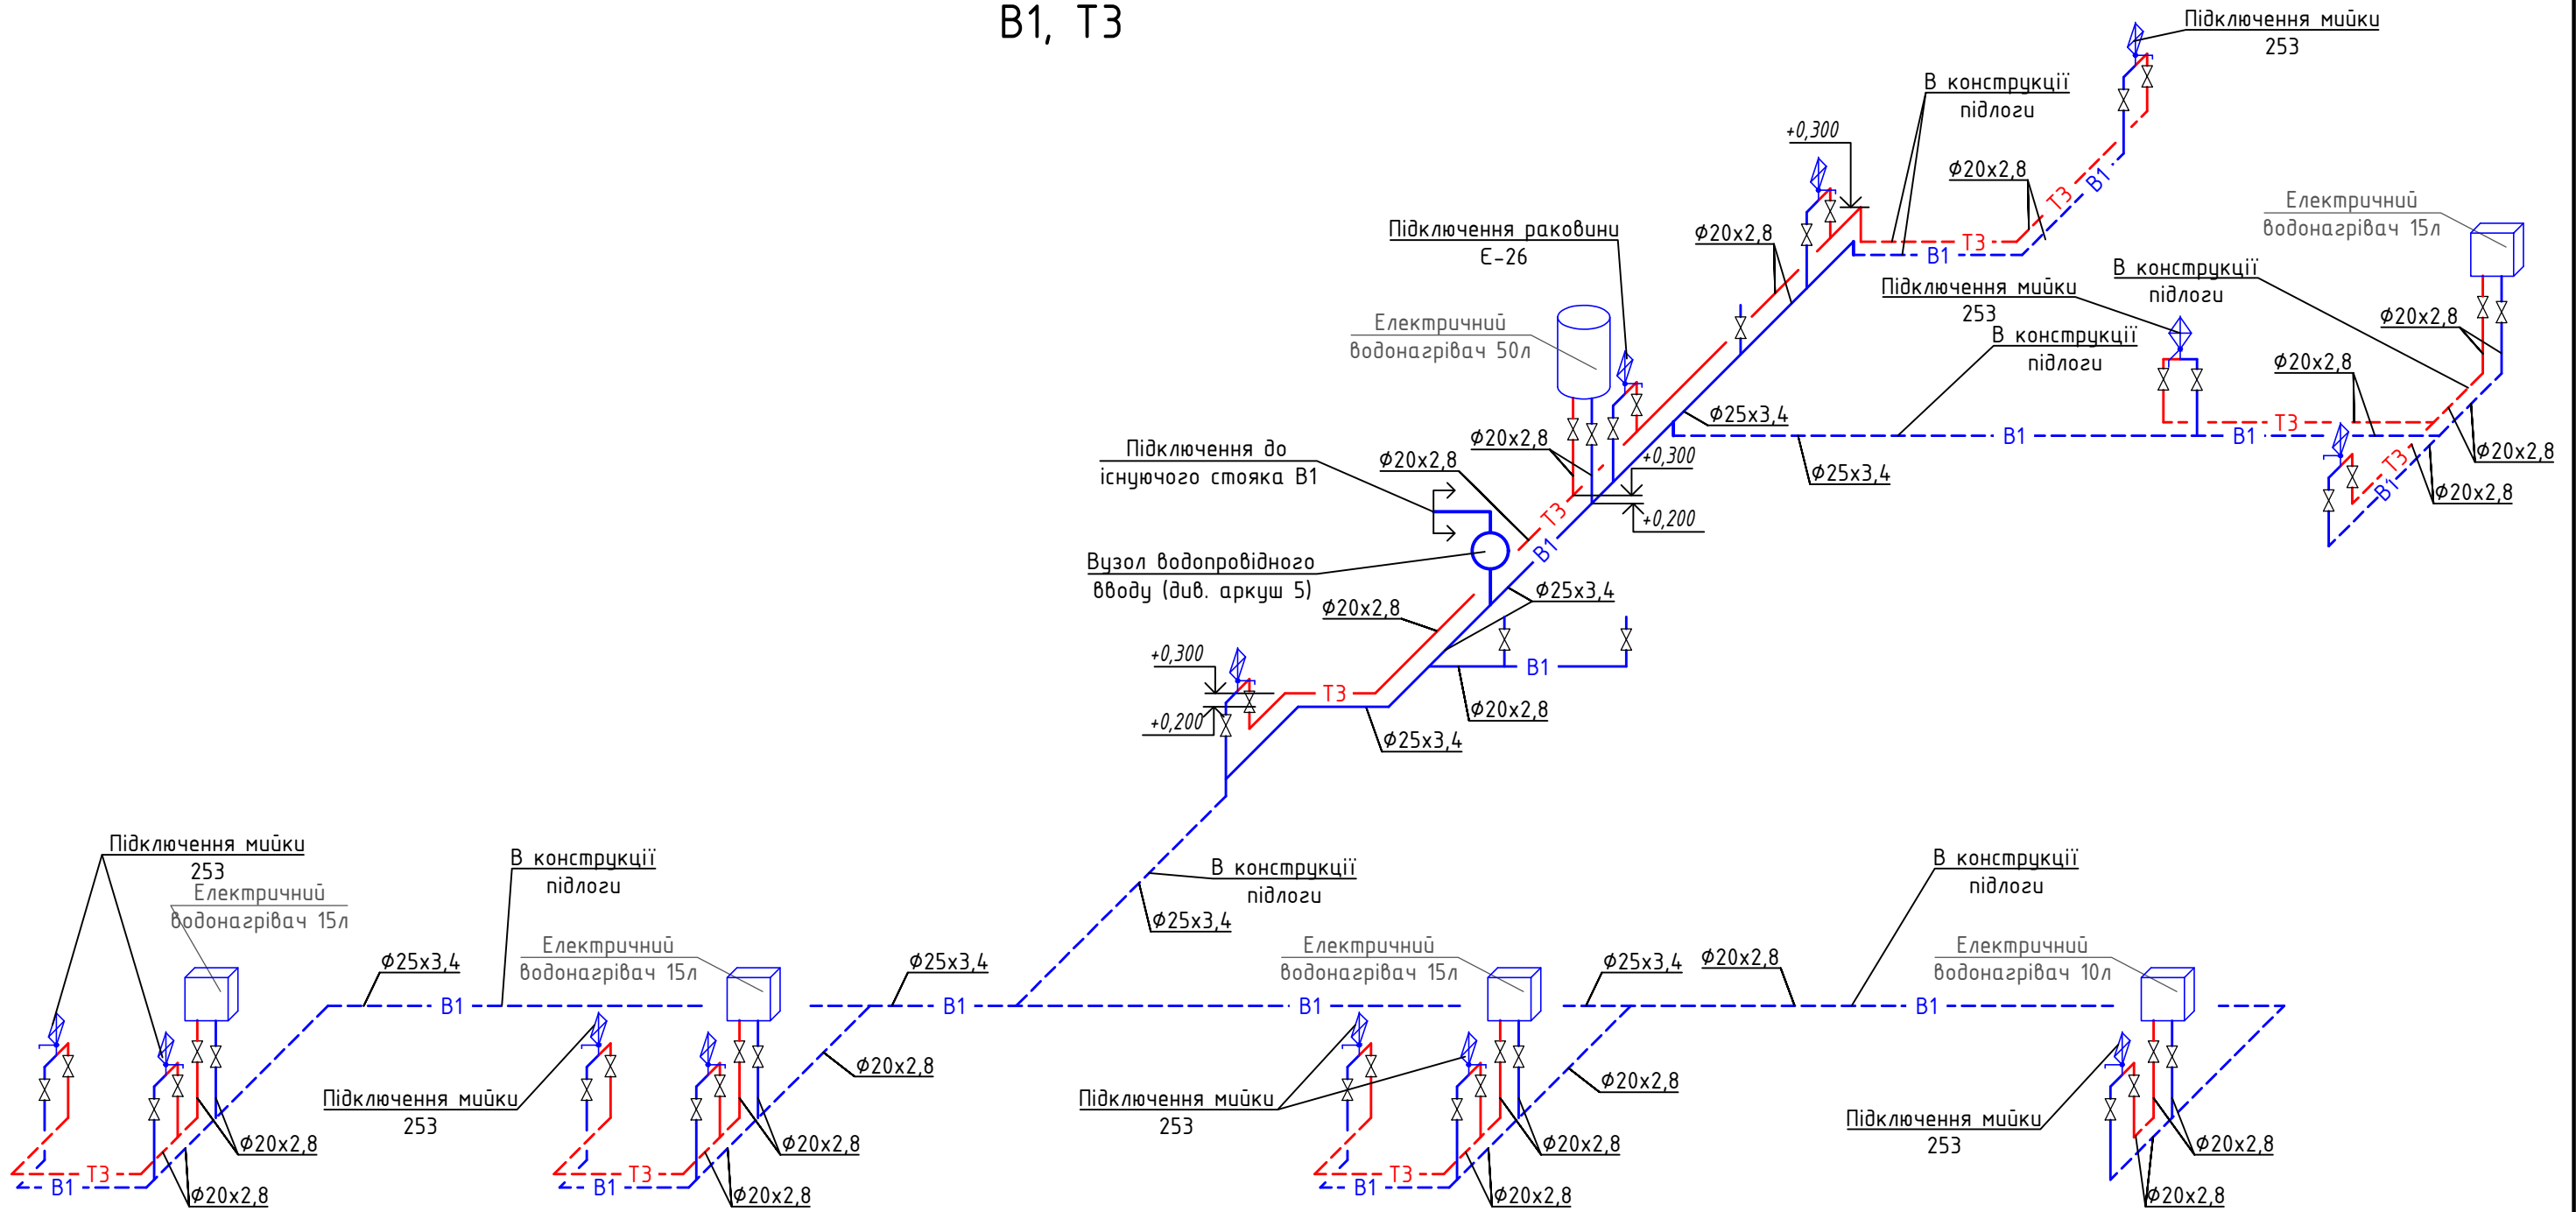 В1, Т3
Підключення мийки
253
В конструкції
підлоги
+0,300
Ф20х2,8
Т3
В1
Електричний
водонагрівач 15л
Підключення раковини
Е-26
Ф20х2,8
Т3
В1
В конструкції
підлоги
Підключення мийки
253
Ф20х2,8
Електричний
водонагрівач 50л
В конструкції
підлоги
Ф20х2,8
Ф25х3,4
Т3
В1
В1
Підключення до
існуючого стояка В1
Ф20х2,8
Ф20х2,8
+0,300
Ф25х3,4
Т3
В1
Ф20х2,8
Ф20х2,8
+0,200
Т3
В1
Вузол водопровідного
вводу (див. аркуш 5)
Ф25х3,4
Ф20х2,8
+0,300
В1
Т3
+0,200
Ф20х2,8
Ф25х3,4
Підключення мийки
253
В конструкції
підлоги
В конструкції
підлоги
В конструкції
підлоги
Електричний
водонагрівач 15л
Ф25х3,4
Ф25х3,4
Електричний
водонагрівач 15л
Ф25х3,4
Електричний
водонагрівач 15л
Ф25х3,4
Ф20х2,8
Електричний
водонагрівач 10л
В1
В1
В1
В1
Ф20х2,8
Ф20х2,8
Підключення мийки
253
Підключення мийки
253
Підключення мийки
253
Ф20х2,8
Ф20х2,8
Ф20х2,8
Ф20х2,8
Т3
В1
Т3
В1
Т3
В1
Ф20х2,8
Ф20х2,8
Ф20х2,8
Ф20х2,8